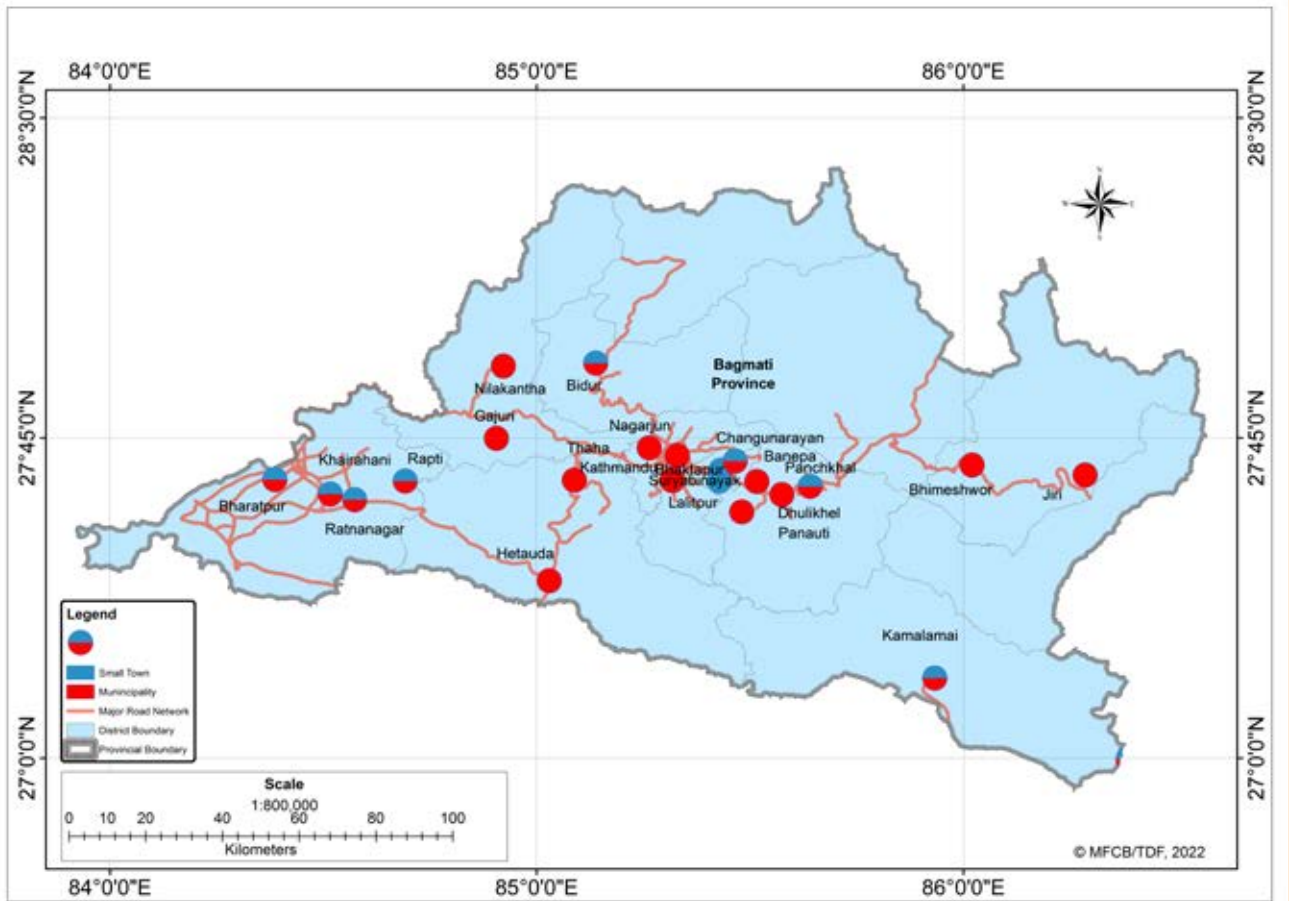 84°0'0"E
85°0'0"E
86°0'0"E
28°30'0"N
28°30'0"N
Bagmati
Province
Nilakantha
Bidur
Gajuri
Nagarjun
27°45'0"N
27°45'0"N
Changunarayan
Thaha
Banepa
Khairahani
Rapti
Kathmandu
Bhaktapur
Panchkhal
Suryabinayak
Bhimeshwor
Jiri
Bharatpur
Lalitpur
Dhulikhel
Ratnanagar
Panauti
Hetauda
Kamalamai
Legend
Small Town
Munincipality
Major Road Network
District Boundary
Provincial Boundary
27°0'0"N
27°0'0"N
Scale
1:800,000
0 10 20 40 60 80 100
Kilometers
© MFCB/TDF, 2022
84°0'0"E
85°0'0"E
86°0'0"E